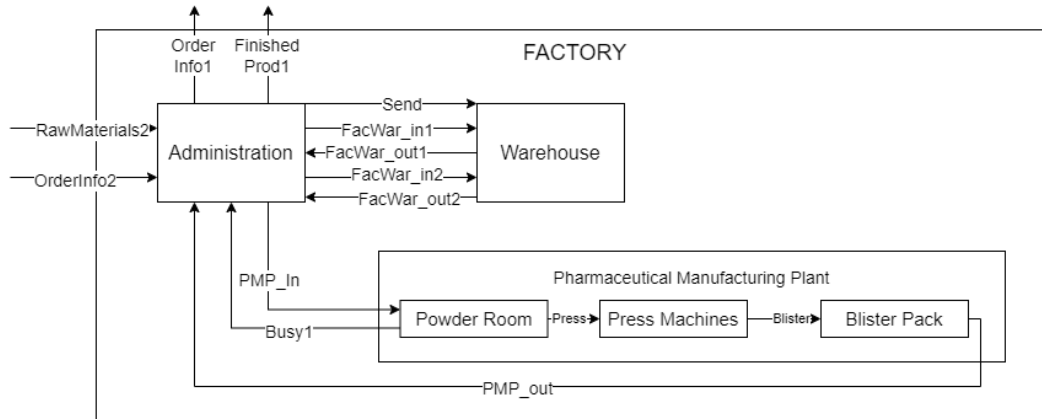 Order
Info1
Finished
Prod1
FACTORY
Send
RawMaterials2
FacWar_in1
Administration
FacWar_out1
Warehouse
FacWar_in2
OrderInfo2
FacWar_out2
PMP_In
Pharmaceutical Manufacturing Plant
Powder Room
Press
Press Machines
Blister
Blister Pack
Busy1
PMP_out